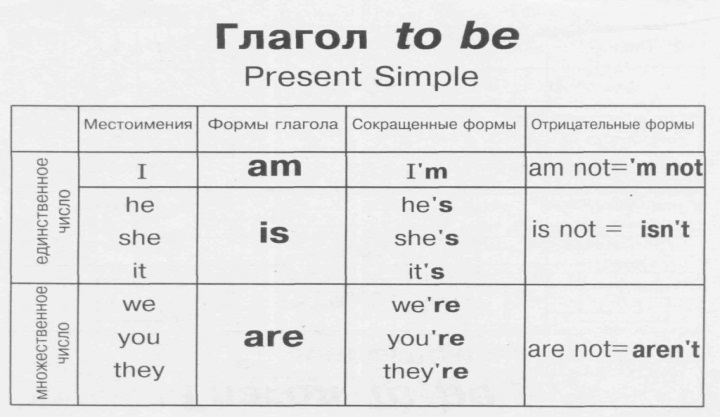 Глагол to be
Present Simple
Местоимения Формы глагола Сокращенные формы Отрицательные формы
единственное
число
I am I'm am not='m not
he he's
she is she's is not = isn't
it it's
множественное
число
we we're
you are you're are not=aren't
they they're